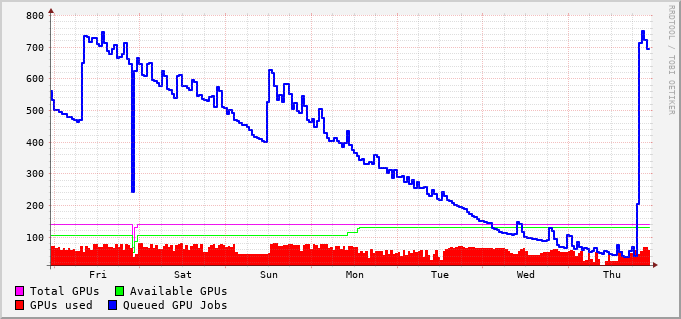 800
700
600
500
400
300
200
100
Fri Sat Sun Mon Tue Wed Thu
Total GPUs Available GPUs
GPUs used Queued GPU Jobs
RRDTOOL / TOBI OETIKER